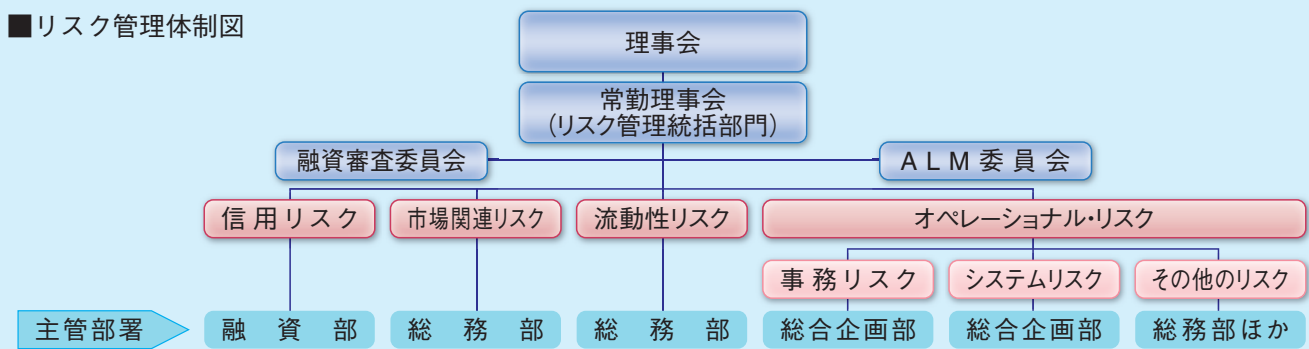 ■リスク管理体制図
理事会
常勤理事会
(リスク管理統括部門)
融資審査委員会
ALM委員会
信用リスク
市場関連リスク
流動性リスク
オペレーショナル・リスク
事務リスク
システムリスク
その他のリスク
主管部署
融資部
総務部
総務部
総合企画部
総合企画部
総務部ほか